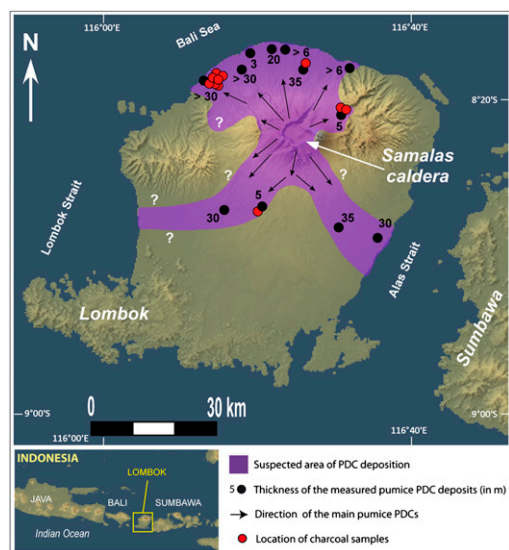 116°00'
116°40'
N
Bali Sea
3
20
> 6
> 30
35
> 6
> 30
8°20'S
5
?
Samalas
caldera
?
?
?
Lombok Strait
5
30
35
30
?
Alas Strait
Lombok
Sumbawa
9°00'S
0
30 km
9°00'S
116°00'
116°40'
INDONESIA
LOMBOK
JAVA
BALI
SUMBAWA
Indian Ocean
Suspected area of PDC deposition
5 Thickness of the measured pumice PDC deposits (in m)
Direction of the main pumice PDCs
Location of charcoal samples